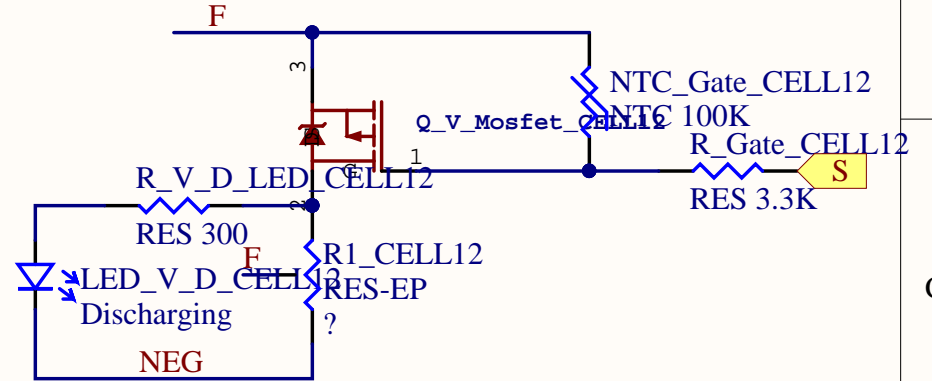 F
3
NTC_Gate_CELL12
NTC 100K
Q_V_Mosfet_CELL12
R_Gate_CELL12
1
G
S
R_V_D_LED_CELL12
RES 3.3K
2
RES 300
F
R1_CELL12
LED_V_D_CELL12
RES-EP
Discharging
?
NEG